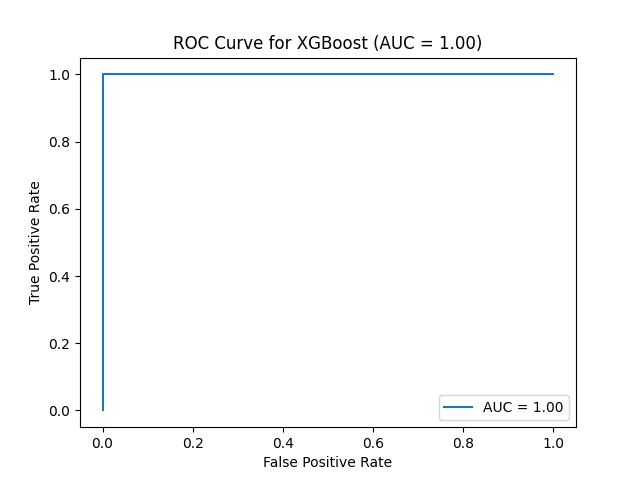 ROC Curve for XGBoost (AUC = 1.00)
True Positive Rate
1.0
0.8
0.6
0.4
0.2
0.0
AUC = 1.00
0.0 0.2 0.4 0.6 0.8 1.0
False Positive Rate